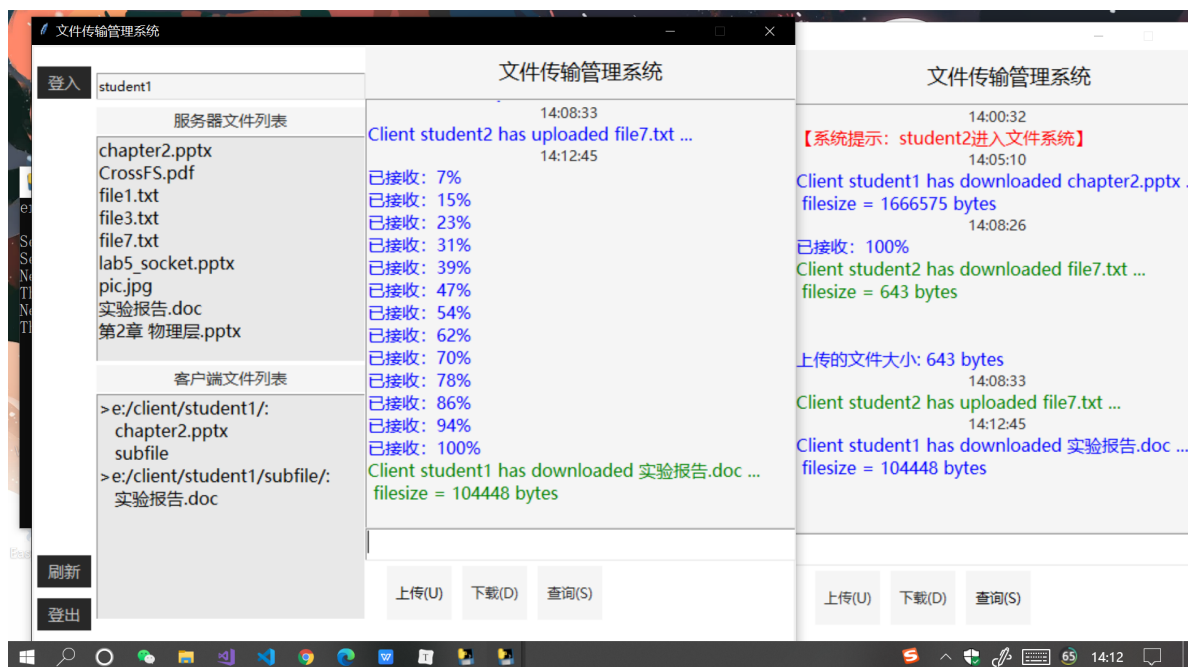 文件传输管理系统
登入
student1
服务器文件列表
chapter2.pptx
CrossFS.pdf
file1.txt
file3.txt
file7.txt
lab5_socket.pptx
pic.jpg
实验报告.doc
第2章 物理层.pptx
客户端文件列表
>e:/client/student1/:
chapter2.pptx
subfile
>e:/client/student1/subfile/:
实验报告.doc
刷新
登出
文件传输管理系统
14:08:33
Client student2 has uploaded file7.txt ...
14:12:45
已接收：7%
已接收：15%
已接收：23%
已接收：31%
已接收：39%
已接收：47%
已接收：54%
已接收：62%
已接收：70%
已接收：78%
已接收：86%
已接收：94%
已接收：100%
Client student1 has downloaded 实验报告.doc ...
filesize = 104448 bytes
上传(U) 下载(D) 查询(S)
文件传输管理系统
14:00:32
【系统提示：student2进入文件系统】
14:05:10
Client student1 has downloaded chapter2.pptx .
filesize = 1666575 bytes
14:08:26
已接收：100%
Client student2 has downloaded file7.txt ...
filesize = 643 bytes
上传的文件大小: 643 bytes
14:08:33
Client student2 has uploaded file7.txt ...
14:12:45
Client student1 has downloaded 实验报告.doc ...
filesize = 104448 bytes
上传(U) 下载(D) 查询(S)
65
14:12